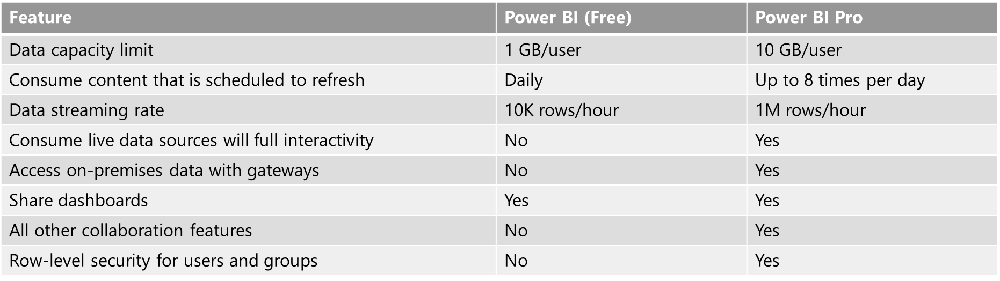 Feature Power BI (Free) Power BI Pro
Data capacity limit 1 GB/user 10 GB/user
Consume content that is scheduled to refresh Daily Up to 8 times per day
Data streaming rate 10K rows/hour 1M rows/hour
Consume live data sources will full interactivity No Yes
Access on-premises data with gateways No Yes
Share dashboards Yes Yes
All other collaboration features No Yes
Row-level security for users and groups No Yes